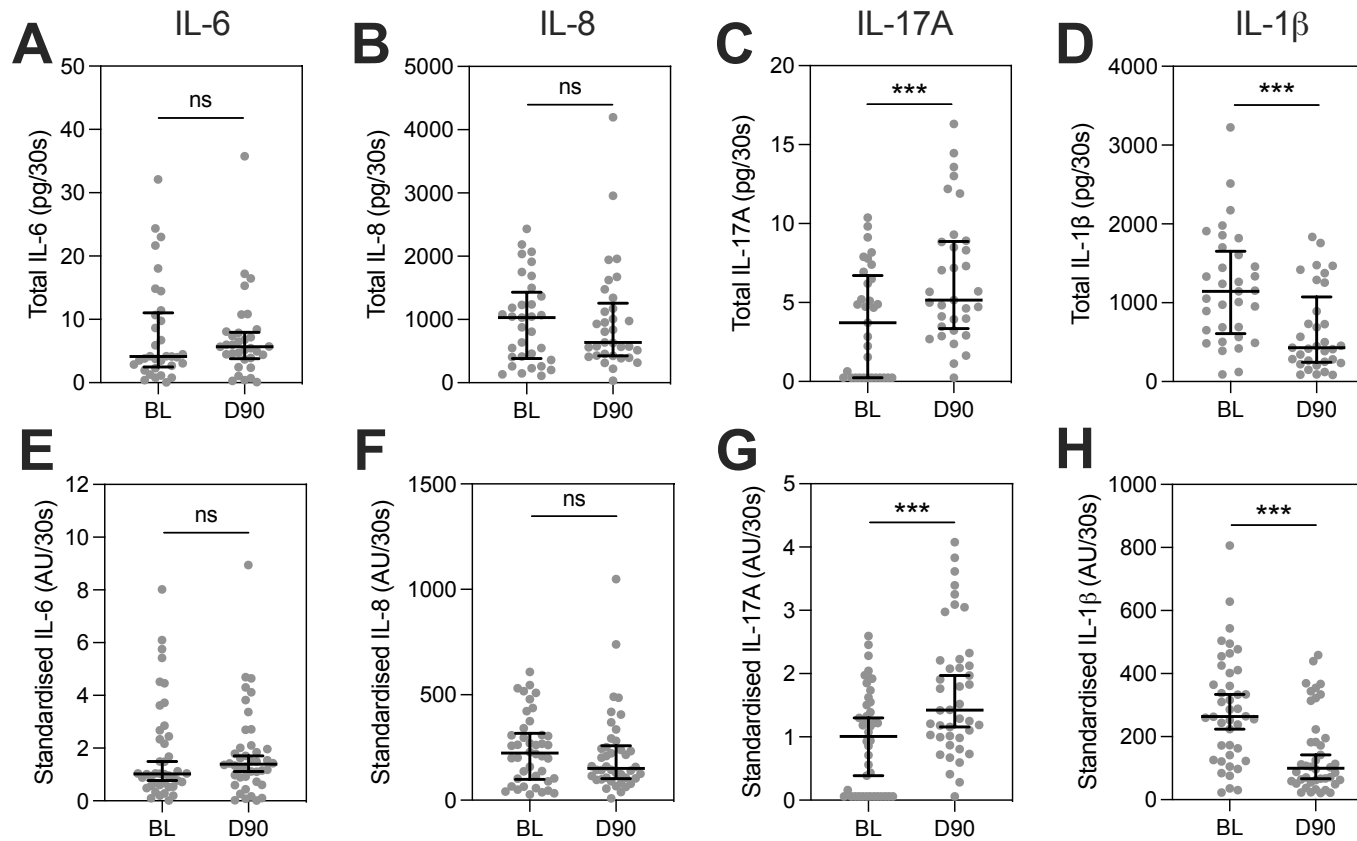 A IL-6
Total IL-6 (pg/30s)
50
40
30
20
10
0
ns
BL D90
B IL-8
Total IL-8 (pg/30s)
5000
4000
3000
2000
1000
0
ns
BL D90
C IL-17A
Total IL-17A (pg/30s)
20
15
10
5
0
***
BL D90
D IL-1β
Total IL-1β (pg/30s)
4000
3000
2000
1000
0
***
BL D90
E
Standardised IL-6 (AU/30s)
12
10
8
6
4
2
0
ns
BL D90
F
Standardised IL-8 (AU/30s)
1500
1000
500
0
ns
BL D90
G
Standardised IL-17A (AU/30s)
5
4
3
2
1
0
***
BL D90
H
Standardised IL-1β (AU/30s)
1000
800
600
400
200
0
***
BL D90